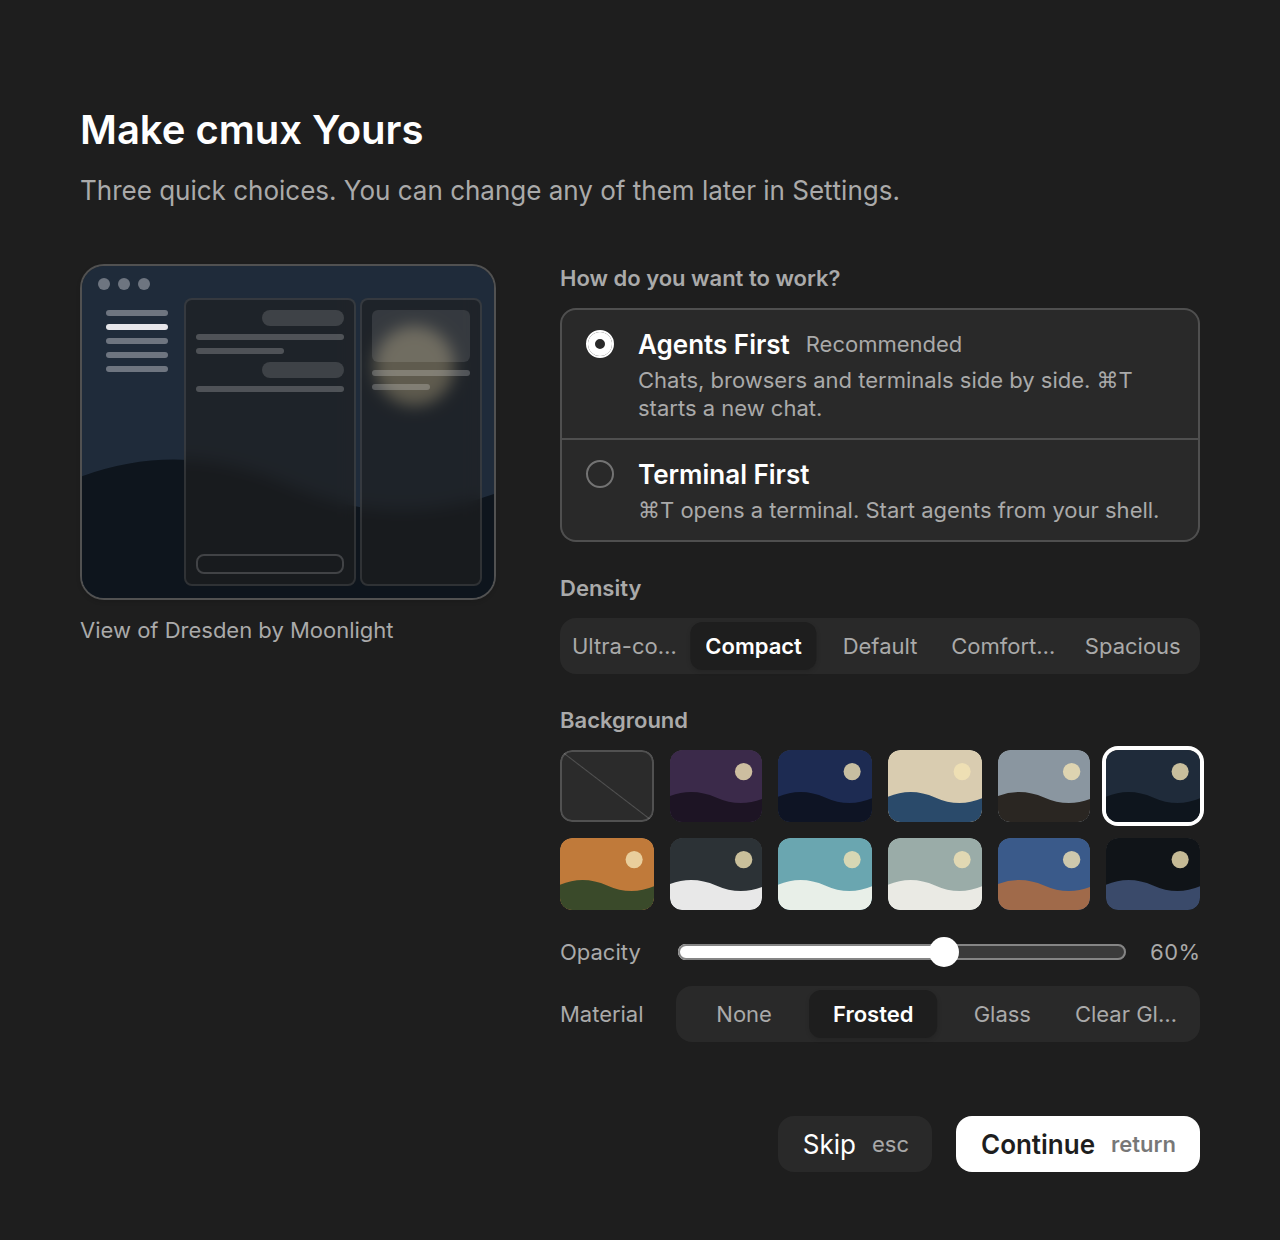 Make cmux Yours
Three quick choices. You can change any of them later in Settings.
View of Dresden by Moonlight
How do you want to work?
Agents First Recommended
Chats, browsers and terminals side by side. ⌘T
starts a new chat.
Terminal First
⌘T opens a terminal. Start agents from your shell.
Density
Ultra-co... Compact Default Comfort... Spacious
Background
Opacity 60%
Material None Frosted Glass Clear Gl...
Skip esc Continue return